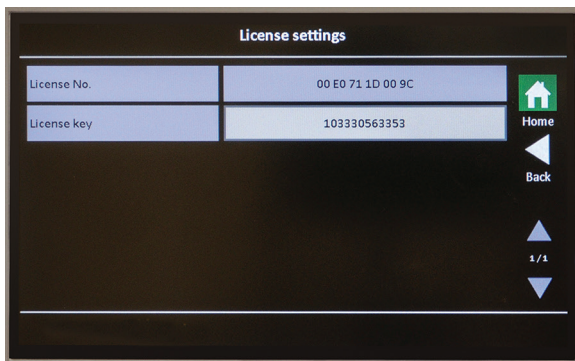 License settings
License No.
00 E0 71 1D 00 9C
License key
103330563353
Home
Back
1/1